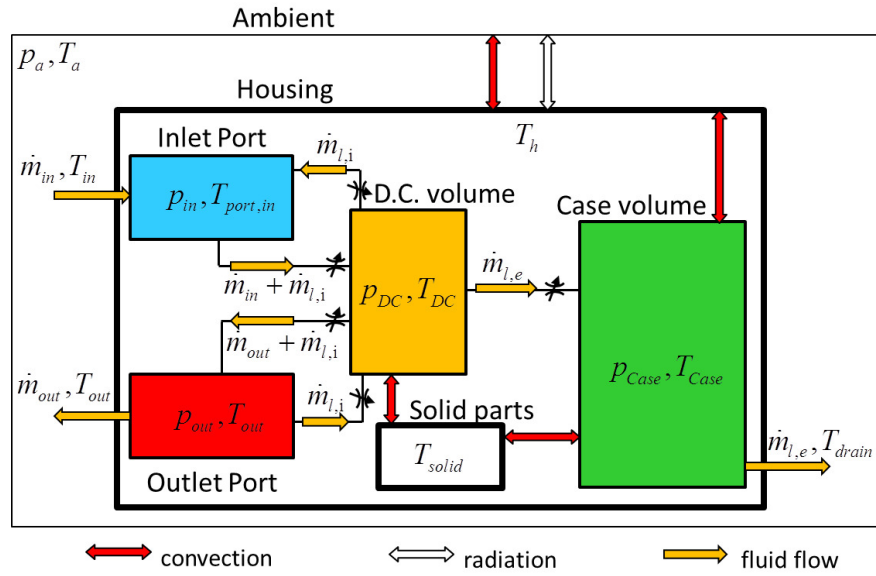 Ambient
p_a, T_a
Housing
T_h
Inlet Port
ṁ_in, T_in
p_in, T_port,in
ṁ_l,i
D.C. volume
Case volume
ṁ_in + ṁ_l,i
p_DC, T_DC
ṁ_l,e
ṁ_out + ṁ_l,i
p_Case, T_Case
ṁ_out, T_out
p_out, T_out
ṁ_l,i
Solid parts
T_solid
ṁ_l,e, T_drain
Outlet Port
convection
radiation
fluid flow